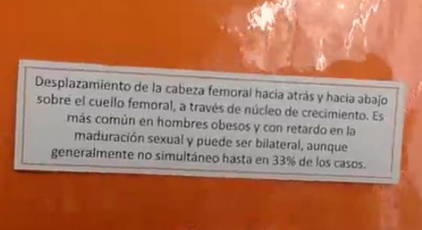 Desplazamiento de la cabeza femoral hacia atrás y hacia abajo
sobre el cuello femoral, a través de núcleo de crecimiento. Es
más común en hombres obesos y con retardo en la
maduración sexual y puede ser bilateral, aunque
generalmente no simultáneo hasta en 33% de los casos.